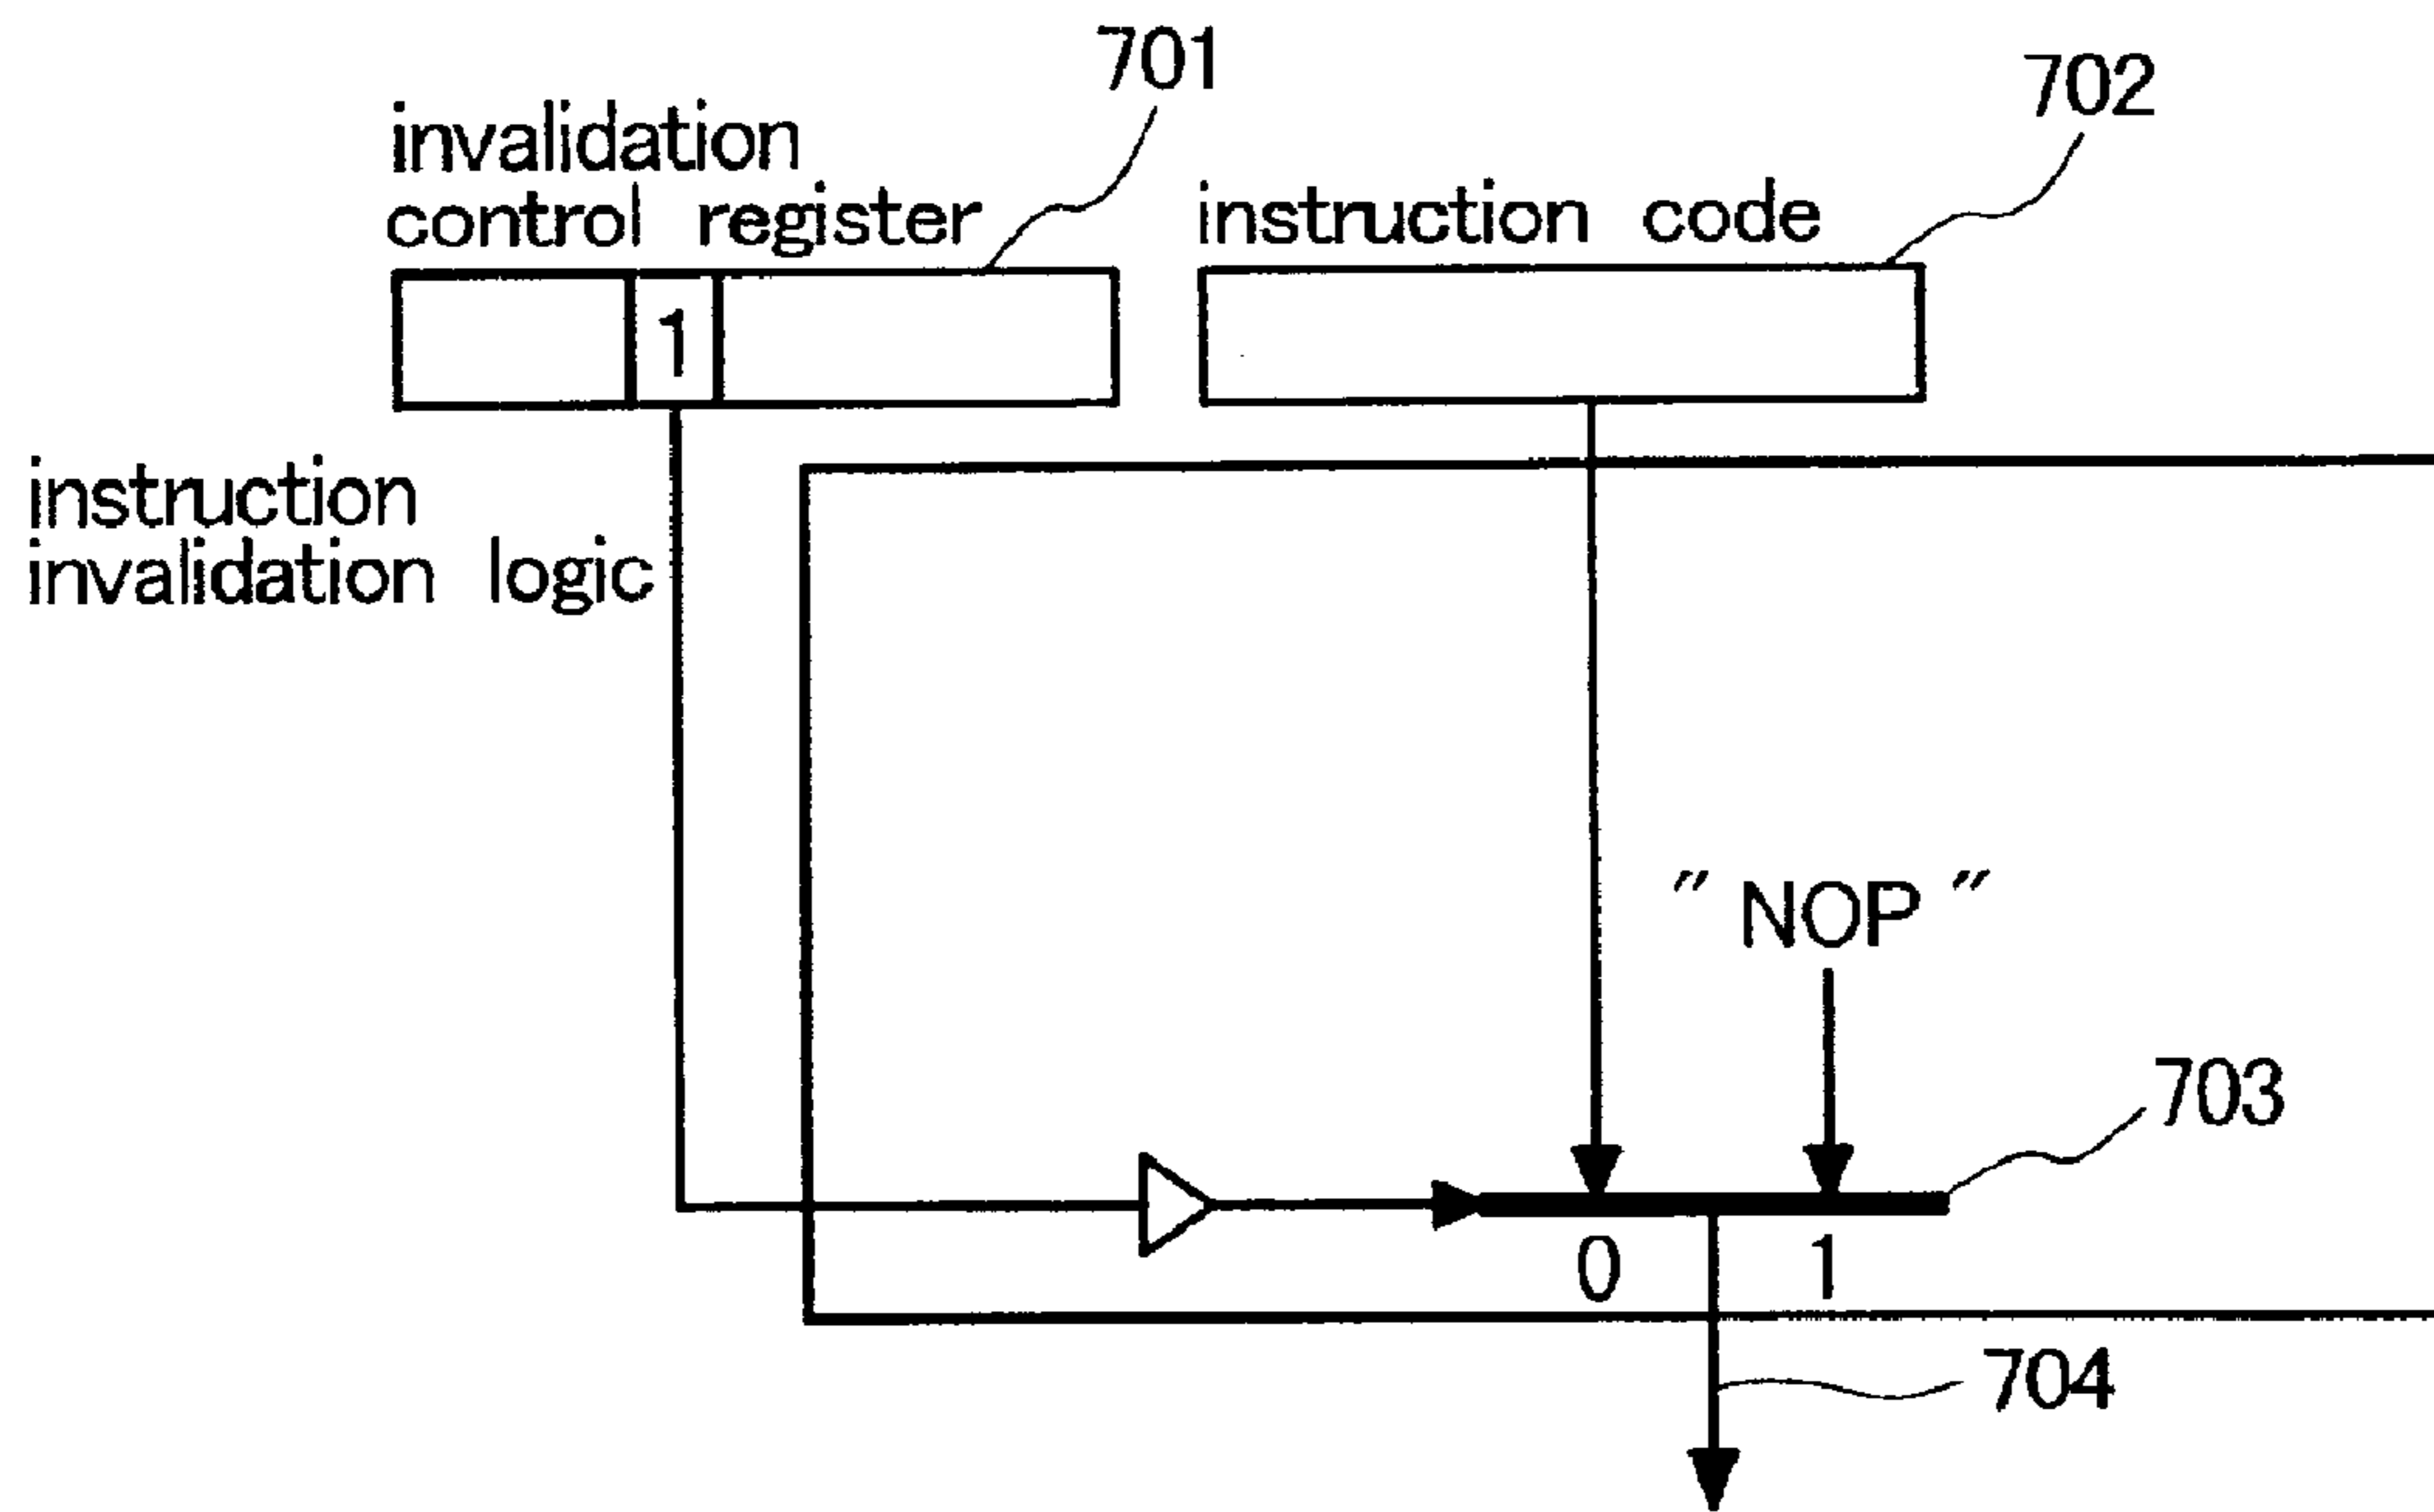 701
702
invalidation
control register
instruction code
1
instruction
invalidation logic
" NOP "
703
0
1
704